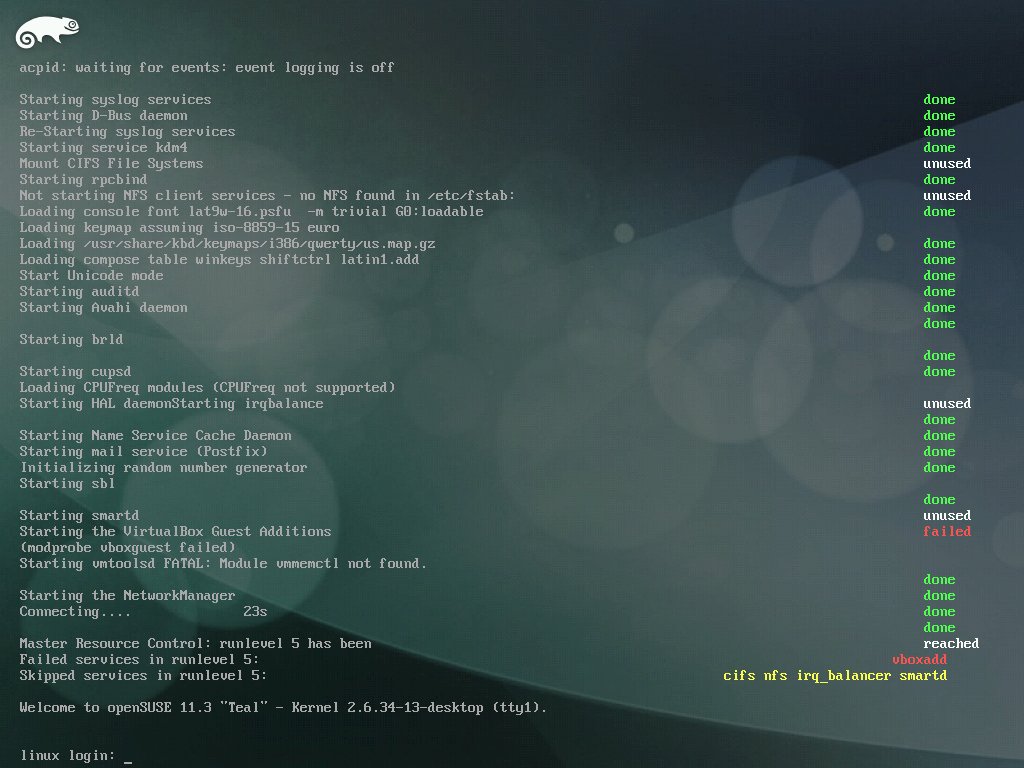 acpid: waiting for events: event logging is off
Starting syslog services done
Starting D-Bus daemon done
Re-Starting syslog services done
Starting service kdm4 done
Mount CIFS File Systems unused
Starting rpcbind done
Not starting NFS client services - no NFS found in /etc/fstab: unused
Loading console font lat9w-16.psfu  -m trivial G0:loadable done
Loading keymap assuming iso-8859-15 euro
Loading /usr/share/kbd/keymaps/i386/qwerty/us.map.gz done
Loading compose table winkeys shiftctrl latin1.add done
Start Unicode mode done
Starting auditd done
Starting Avahi daemon done
done
Starting brld
done
Starting cupsd done
Loading CPUFreq modules (CPUFreq not supported)
Starting HAL daemonStarting irqbalance unused
done
Starting Name Service Cache Daemon done
Starting mail service (Postfix) done
Initializing random number generator done
Starting sbl
done
Starting smartd unused
Starting the VirtualBox Guest Additions failed
(modprobe vboxguest failed)
Starting vmtoolsd FATAL: Module vmmemctl not found.
done
Starting the NetworkManager done
Connecting.... 23s done
done
Master Resource Control: runlevel 5 has been reached
Failed services in runlevel 5: vboxadd
Skipped services in runlevel 5: cifs nfs irq_balancer smartd
Welcome to openSUSE 11.3 "Teal" - Kernel 2.6.34-13-desktop (tty1).
linux login: _